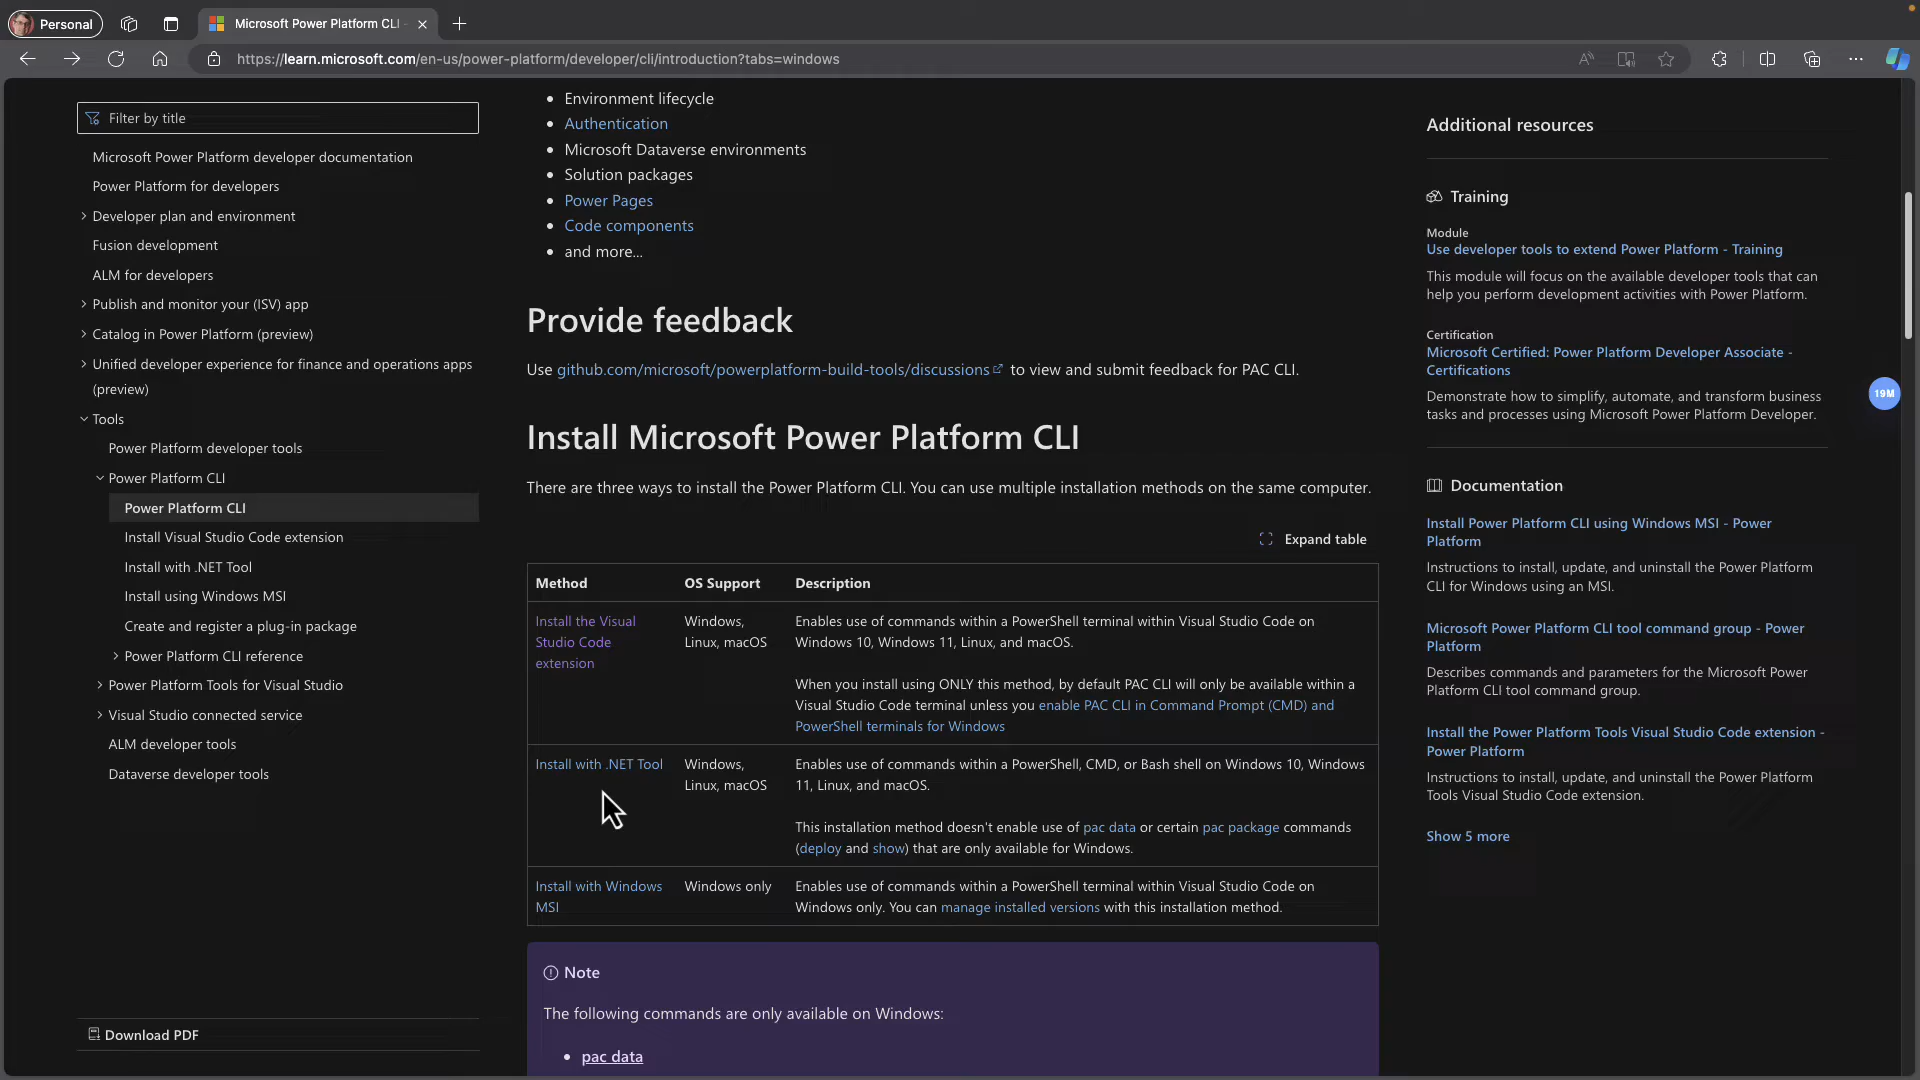 Personal
Microsoft Power Platform CLI
https://learn.microsoft.com/en-us/power-platform/developer/cli/introduction?tabs=windows
Filter by title
Microsoft Power Platform developer documentation
Power Platform for developers
Developer plan and environment
Fusion development
ALM for developers
Publish and monitor your (ISV) app
Catalog in Power Platform (preview)
Unified developer experience for finance and operations apps
(preview)
Tools
Power Platform developer tools
Power Platform CLI
Power Platform CLI
Install Visual Studio Code extension
Install with .NET Tool
Install using Windows MSI
Create and register a plug-in package
Power Platform CLI reference
Power Platform Tools for Visual Studio
Visual Studio connected service
ALM developer tools
Dataverse developer tools
Download PDF
• Environment lifecycle
• Authentication
• Microsoft Dataverse environments
• Solution packages
• Power Pages
• Code components
• and more...
Provide feedback
Use github.com/microsoft/powerplatform-build-tools/discussions to view and submit feedback for PAC CLI.
Install Microsoft Power Platform CLI
There are three ways to install the Power Platform CLI. You can use multiple installation methods on the same computer.
Expand table
Method OS Support Description
Install the Visual Windows, Enables use of commands within a PowerShell terminal within Visual Studio Code on
Studio Code Linux, macOS Windows 10, Windows 11, Linux, and macOS.
extension
When you install using ONLY this method, by default PAC CLI will only be available within a
Visual Studio Code terminal unless you enable PAC CLI in Command Prompt (CMD) and
PowerShell terminals for Windows
Install with .NET Tool Windows, Enables use of commands within a PowerShell, CMD, or Bash shell on Windows 10, Windows
Linux, macOS 11, Linux, and macOS.
This installation method doesn't enable use of pac data or certain pac package commands
(deploy and show) that are only available for Windows.
Install with Windows Windows only Enables use of commands within a PowerShell terminal within Visual Studio Code on
MSI Windows only. You can manage installed versions with this installation method.
Note
The following commands are only available on Windows:
• pac data
Additional resources
Training
Module
Use developer tools to extend Power Platform - Training
This module will focus on the available developer tools that can
help you perform development activities with Power Platform.
Certification
Microsoft Certified: Power Platform Developer Associate -
Certifications
Demonstrate how to simplify, automate, and transform business
tasks and processes using Microsoft Power Platform Developer.
19M
Documentation
Install Power Platform CLI using Windows MSI - Power
Platform
Instructions to install, update, and uninstall the Power Platform
CLI for Windows using an MSI.
Microsoft Power Platform CLI tool command group - Power
Platform
Describes commands and parameters for the Microsoft Power
Platform CLI tool command group.
Install the Power Platform Tools Visual Studio Code extension -
Power Platform
Instructions to install, update, and uninstall the Power Platform
Tools Visual Studio Code extension.
Show 5 more